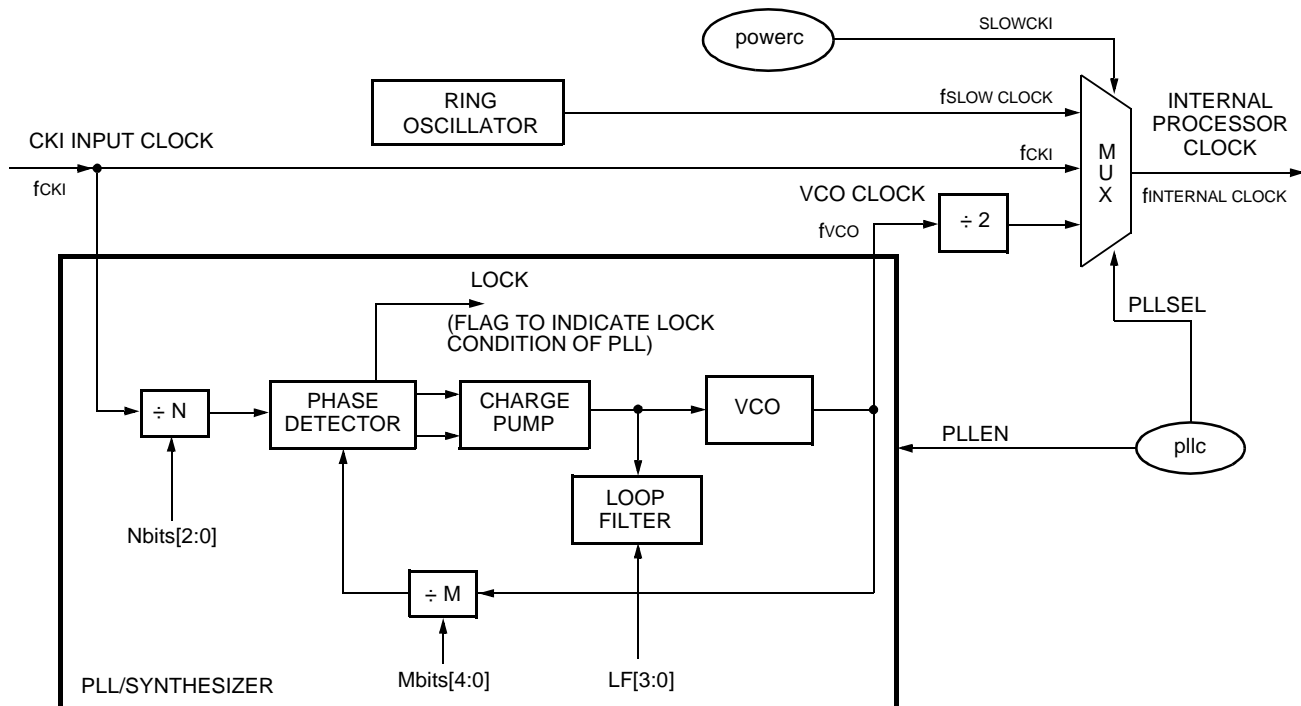 SLOWCKI
powerc
RING
OSCILLATOR
fSLOW CLOCK
INTERNAL
PROCESSOR
CLOCK
CKI INPUT CLOCK
fCKI
fCKI
MUX
fINTERNAL CLOCK
VCO CLOCK
fVCO
÷ 2
LOCK
(FLAG TO INDICATE LOCK
CONDITION OF PLL)
PLLSEL
÷ N
PHASE
DETECTOR
CHARGE
PUMP
VCO
PLLEN
pllc
LOOP
FILTER
Nbits[2:0]
÷ M
PLL/SYNTHESIZER
Mbits[4:0]
LF[3:0]